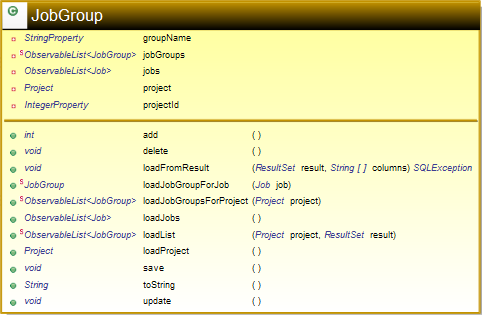 C JobGroup
StringProperty groupName
S ObservableList<JobGroup> jobGroups
ObservableList<Job> jobs
Project project
IntegerProperty projectId
int add ( )
void delete ( )
void loadFromResult (ResultSet result, String [ ] columns) SQLException
S JobGroup loadJobGroupForJob (Job job)
S ObservableList<JobGroup> loadJobGroupsForProject (Project project)
ObservableList<Job> loadJobs ( )
S ObservableList<JobGroup> loadList (Project project, ResultSet result)
Project loadProject ( )
void save ( )
String toString ( )
void update ( )